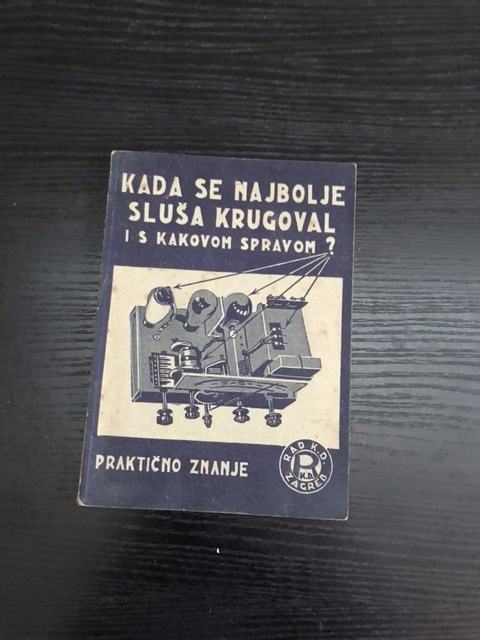 KADA SE NAJBOLJE
SLUŠA KRUGOVAL
I S KAKOVOM SPRAVOM ?
PRAKTIČNO ZNANJE
RAD K.D.
R
K.D.
ZAGREB